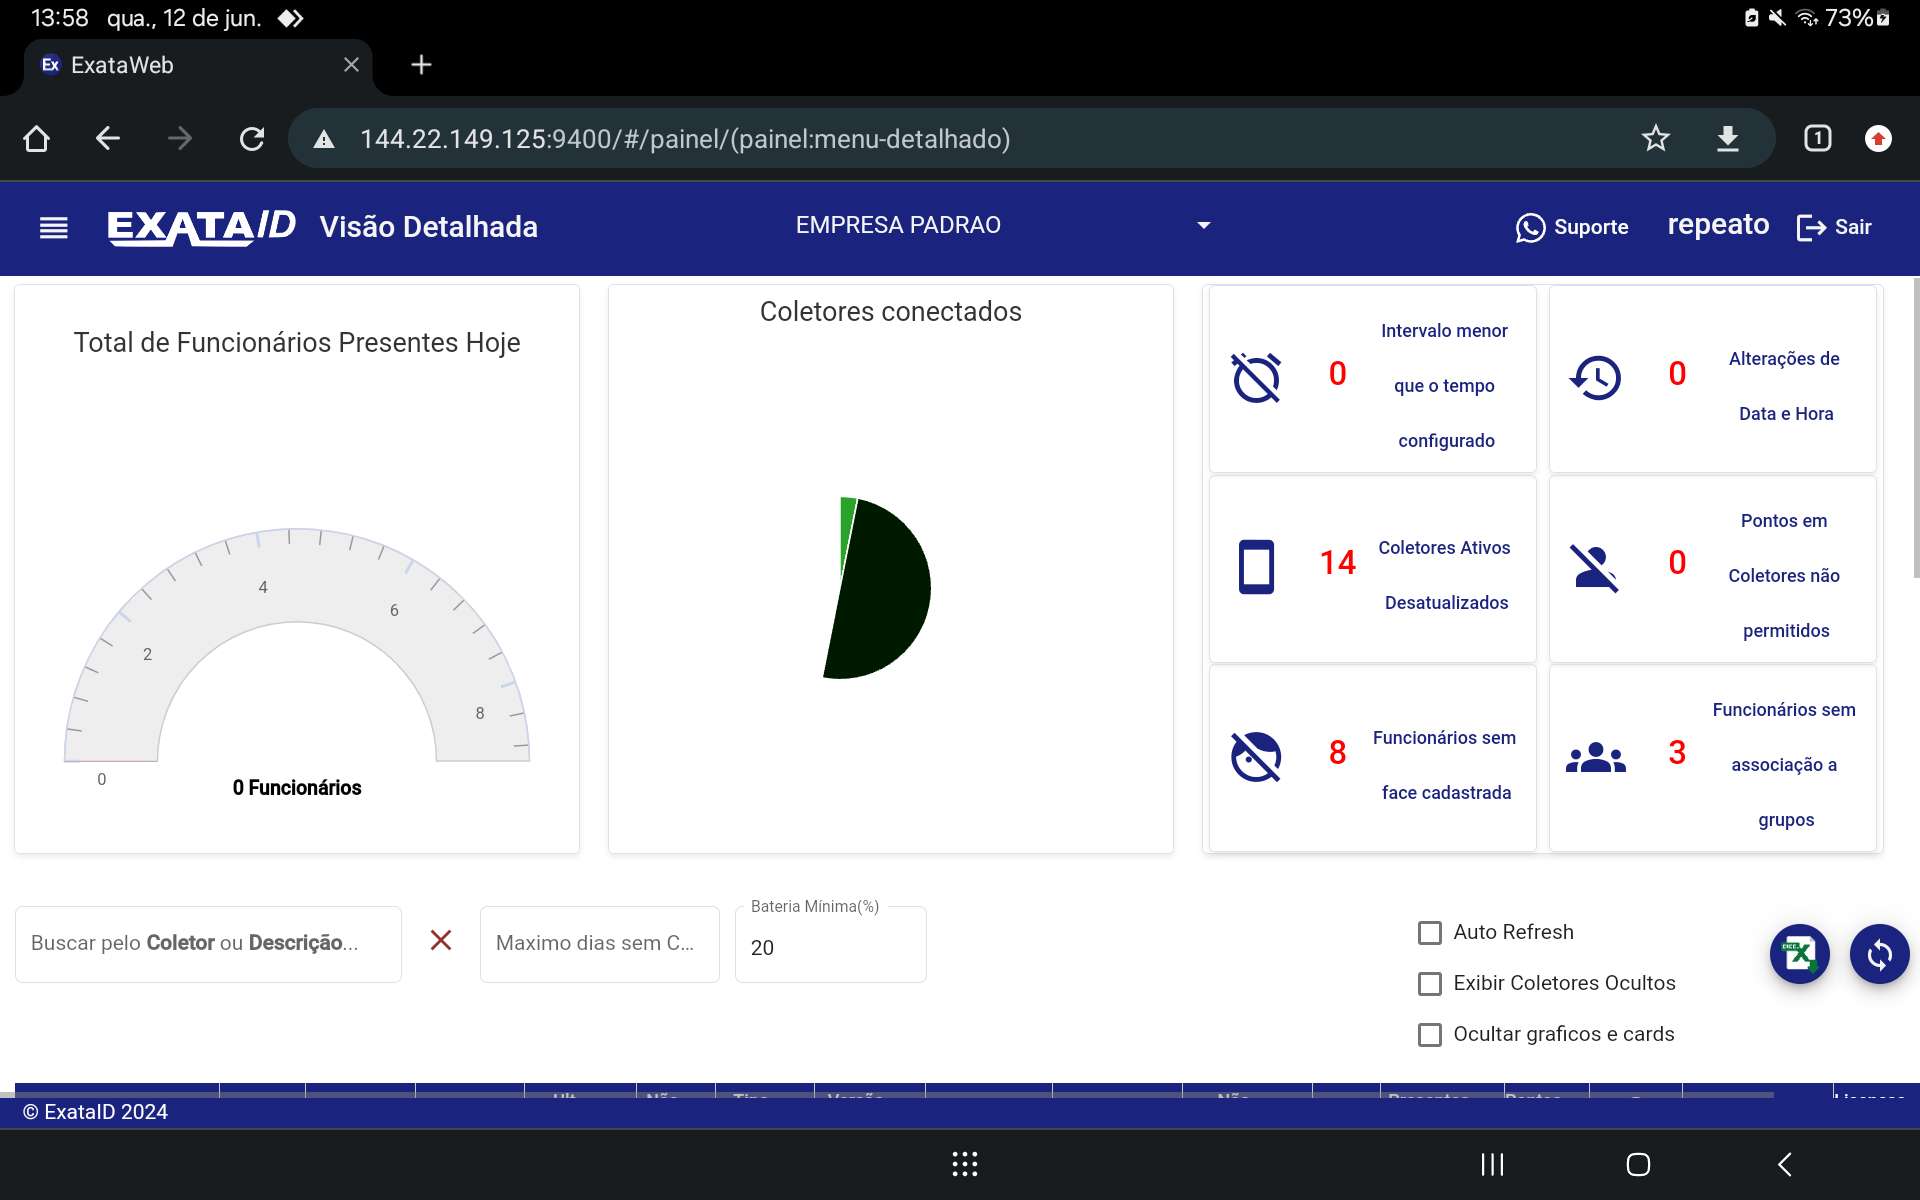 13:58 qua., 12 de jun.
73%
Ex ExataWeb
144.22.149.125:9400/#/painel/(painel:menu-detalhado)
1
EXATAID Visão Detalhada
EMPRESA PADRAO
Suporte
repeato
Sair
Total de Funcionários Presentes Hoje
0
2
4
6
8
0 Funcionários
Coletores conectados
0
Intervalo menor
que o tempo
configurado
0
Alterações de
Data e Hora
14
Coletores Ativos
Desatualizados
0
Pontos em
Coletores não
permitidos
8
Funcionários sem
face cadastrada
3
Funcionários sem
associação a
grupos
Buscar pelo Coletor ou Descrição...
Maximo dias sem C...
Bateria Mínima(%)
20
Auto Refresh
Exibir Coletores Ocultos
Ocultar graficos e cards
© ExataID 2024